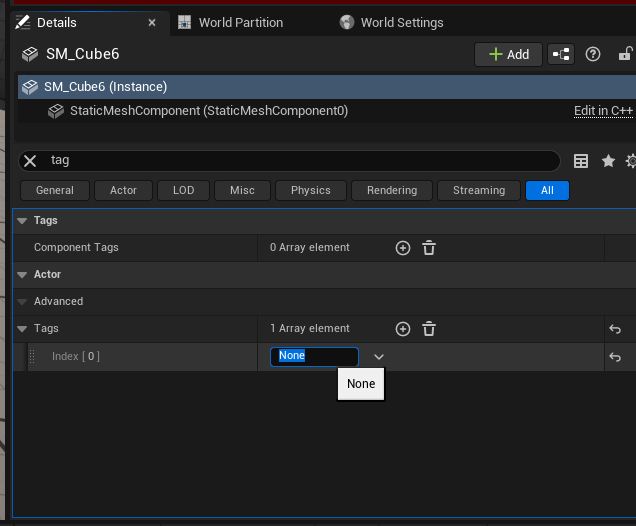 Details
World Partition
World Settings
SM_Cube6
Add
SM_Cube6 (Instance)
StaticMeshComponent (StaticMeshComponent0)
Edit in C++
tag
General
Actor
LOD
Misc
Physics
Rendering
Streaming
All
Tags
Component Tags
0 Array element
Actor
Advanced
Tags
1 Array element
Index [ 0 ]
None
None